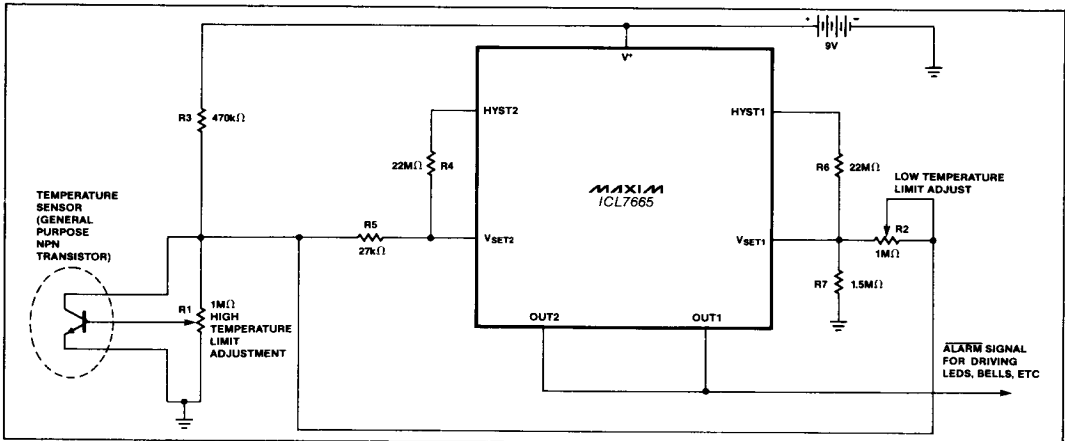 + −
9V
V+
R3 470kΩ
HYST2
HYST1
22MΩ R4
R6 22MΩ
MAXIM
ICL7665
LOW TEMPERATURE
LIMIT ADJUST
TEMPERATURE
SENSOR
(GENERAL
PURPOSE
NPN
TRANSISTOR)
R5
27kΩ
VSET2
VSET1
R2
1MΩ
R7 1.5MΩ
R1 1MΩ
HIGH
TEMPERATURE
LIMIT
ADJUSTMENT
OUT2
OUT1
ALARM SIGNAL
FOR DRIVING
LEDS, BELLS, ETC